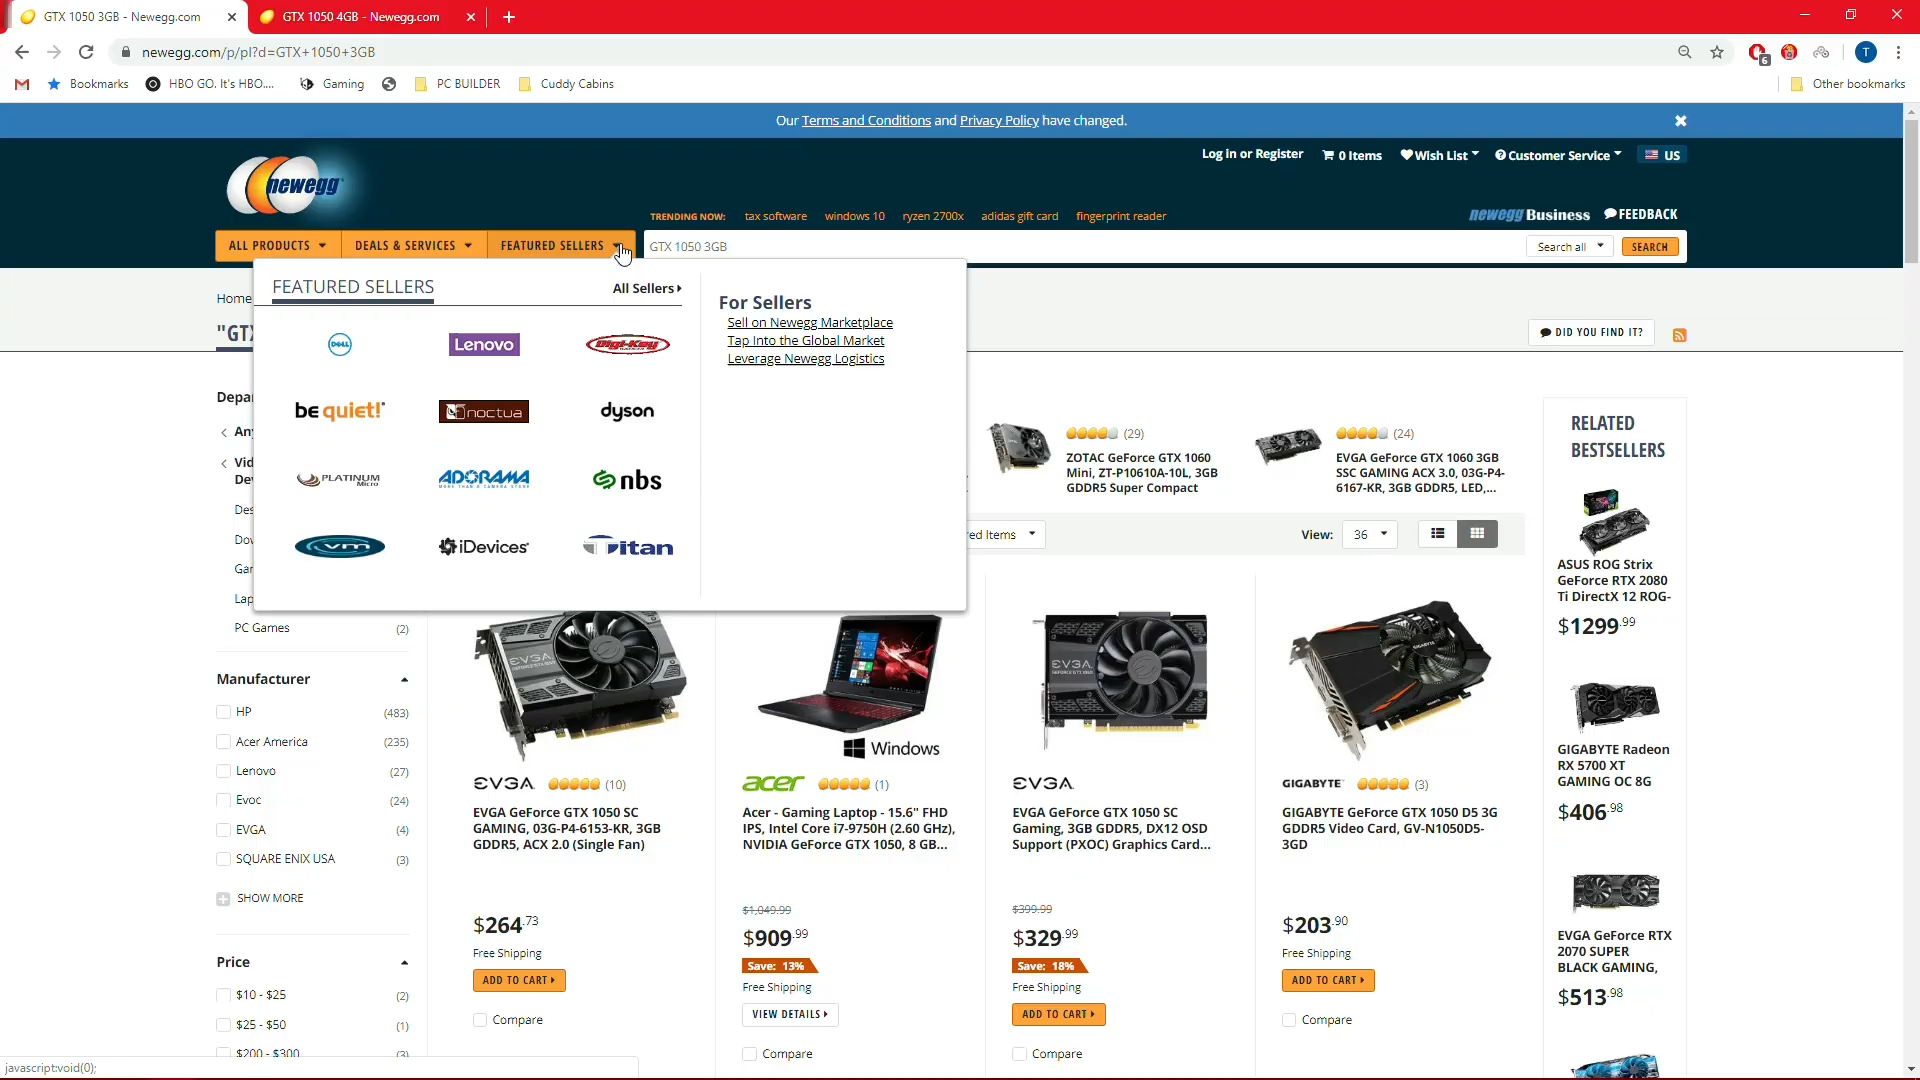 GTX 1050 3GB - Newegg.com
GTX 1050 4GB - Newegg.com
newegg.com/p/pl?d=GTX+1050+3GB
6
T
Bookmarks
HBO GO. It's HBO....
Gaming
PC BUILDER
Cuddy Cabins
Other bookmarks
Our Terms and Conditions and Privacy Policy have changed.
newegg
Log in or Register
0 Items
Wish List
Customer Service
US
TRENDING NOW: tax software windows 10 ryzen 2700x adidas gift card fingerprint reader
newegg Business
FEEDBACK
ALL PRODUCTS
DEALS & SERVICES
FEATURED SELLERS
GTX 1050 3GB
Search all
SEARCH
FEATURED SELLERS
All Sellers
DELL
Lenovo
Digi-Key
be quiet!
noctua
dyson
PLATINUM
Micro
ADORAMA
MORE THAN A CAMERA STORE
nbs
vm
iDevices
Titan
For Sellers
Sell on Newegg Marketplace
Tap Into the Global Market
Leverage Newegg Logistics
Home
"GT
DID YOU FIND IT?
Depa
An
Vid
De
Des
Do
Ga
Lap
PC Games (2)
Manufacturer
HP (483)
Acer America (235)
Lenovo (27)
Evoc (24)
EVGA (4)
SQUARE ENIX USA (3)
SHOW MORE
Price
$10 - $25 (2)
$25 - $50 (1)
$200 - $300 (3)
(29)
ZOTAC GeForce GTX 1060
Mini, ZT-P10610A-10L, 3GB
GDDR5 Super Compact
(24)
EVGA GeForce GTX 1060 3GB
SSC GAMING ACX 3.0, 03G-P4-
6167-KR, 3GB GDDR5, LED,...
ed Items
View:
36
EVGA
EVGA (10)
EVGA GeForce GTX 1050 SC
GAMING, 03G-P4-6153-KR, 3GB
GDDR5, ACX 2.0 (Single Fan)
$264.73
Free Shipping
ADD TO CART
Compare
Windows
acer (1)
Acer - Gaming Laptop - 15.6" FHD
IPS, Intel Core i7-9750H (2.60 GHz),
NVIDIA GeForce GTX 1050, 8 GB...
$1,049.99
$909.99
Save: 13%
Free Shipping
VIEW DETAILS
Compare
EVGA
EVGA
EVGA GeForce GTX 1050 SC
Gaming, 3GB GDDR5, DX12 OSD
Support (PXOC) Graphics Card...
$399.99
$329.99
Save: 18%
Free Shipping
ADD TO CART
Compare
GIGABYTE (3)
GIGABYTE GeForce GTX 1050 D5 3G
GDDR5 Video Card, GV-N1050D5-
3GD
$203.90
Free Shipping
ADD TO CART
Compare
RELATED
BESTSELLERS
ASUS ROG Strix
GeForce RTX 2080
Ti DirectX 12 ROG-
$1299.99
GIGABYTE Radeon
RX 5700 XT
GAMING OC 8G
$406.98
EVGA GeForce RTX
2070 SUPER
BLACK GAMING,
$513.98
javascript:void(0);